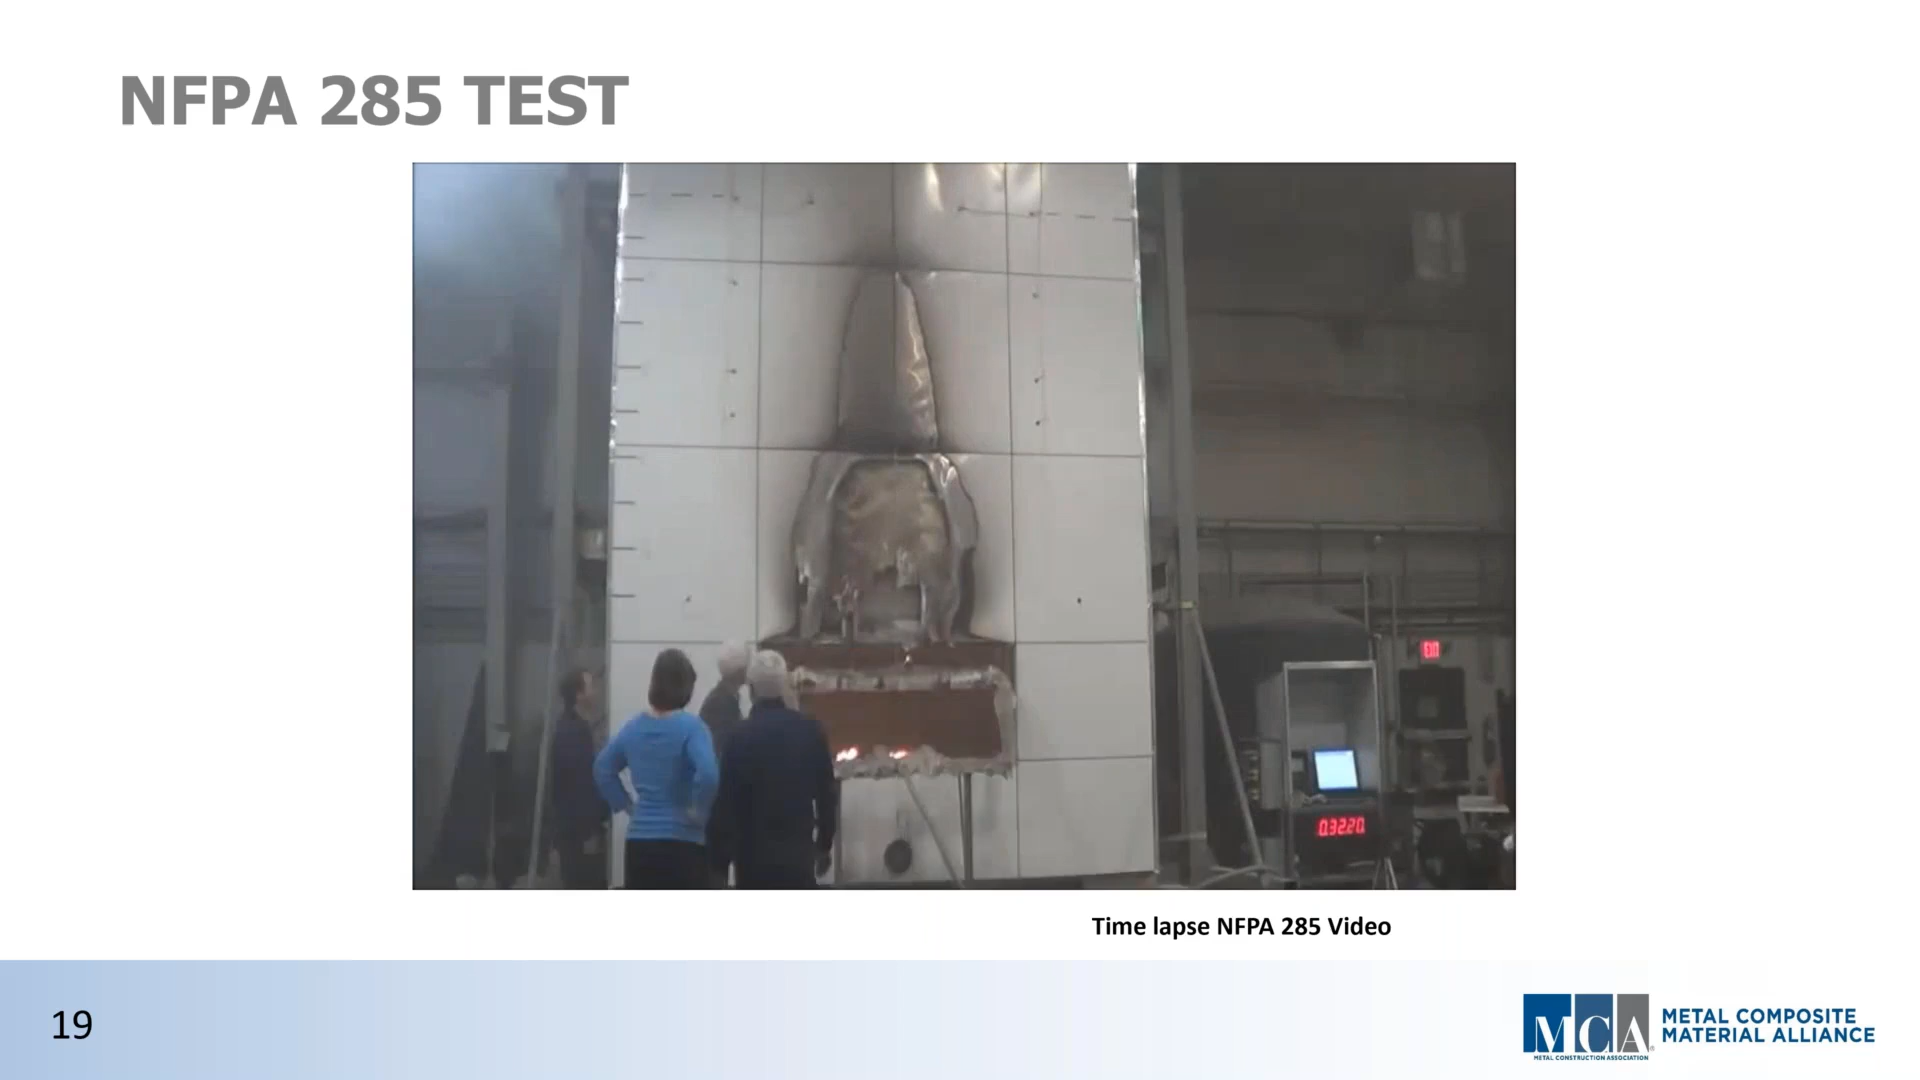 NFPA 285 TEST
0:32:20
Time lapse NFPA 285 Video
19
MCA
METAL CONSTRUCTION ASSOCIATION
METAL COMPOSITE
MATERIAL ALLIANCE